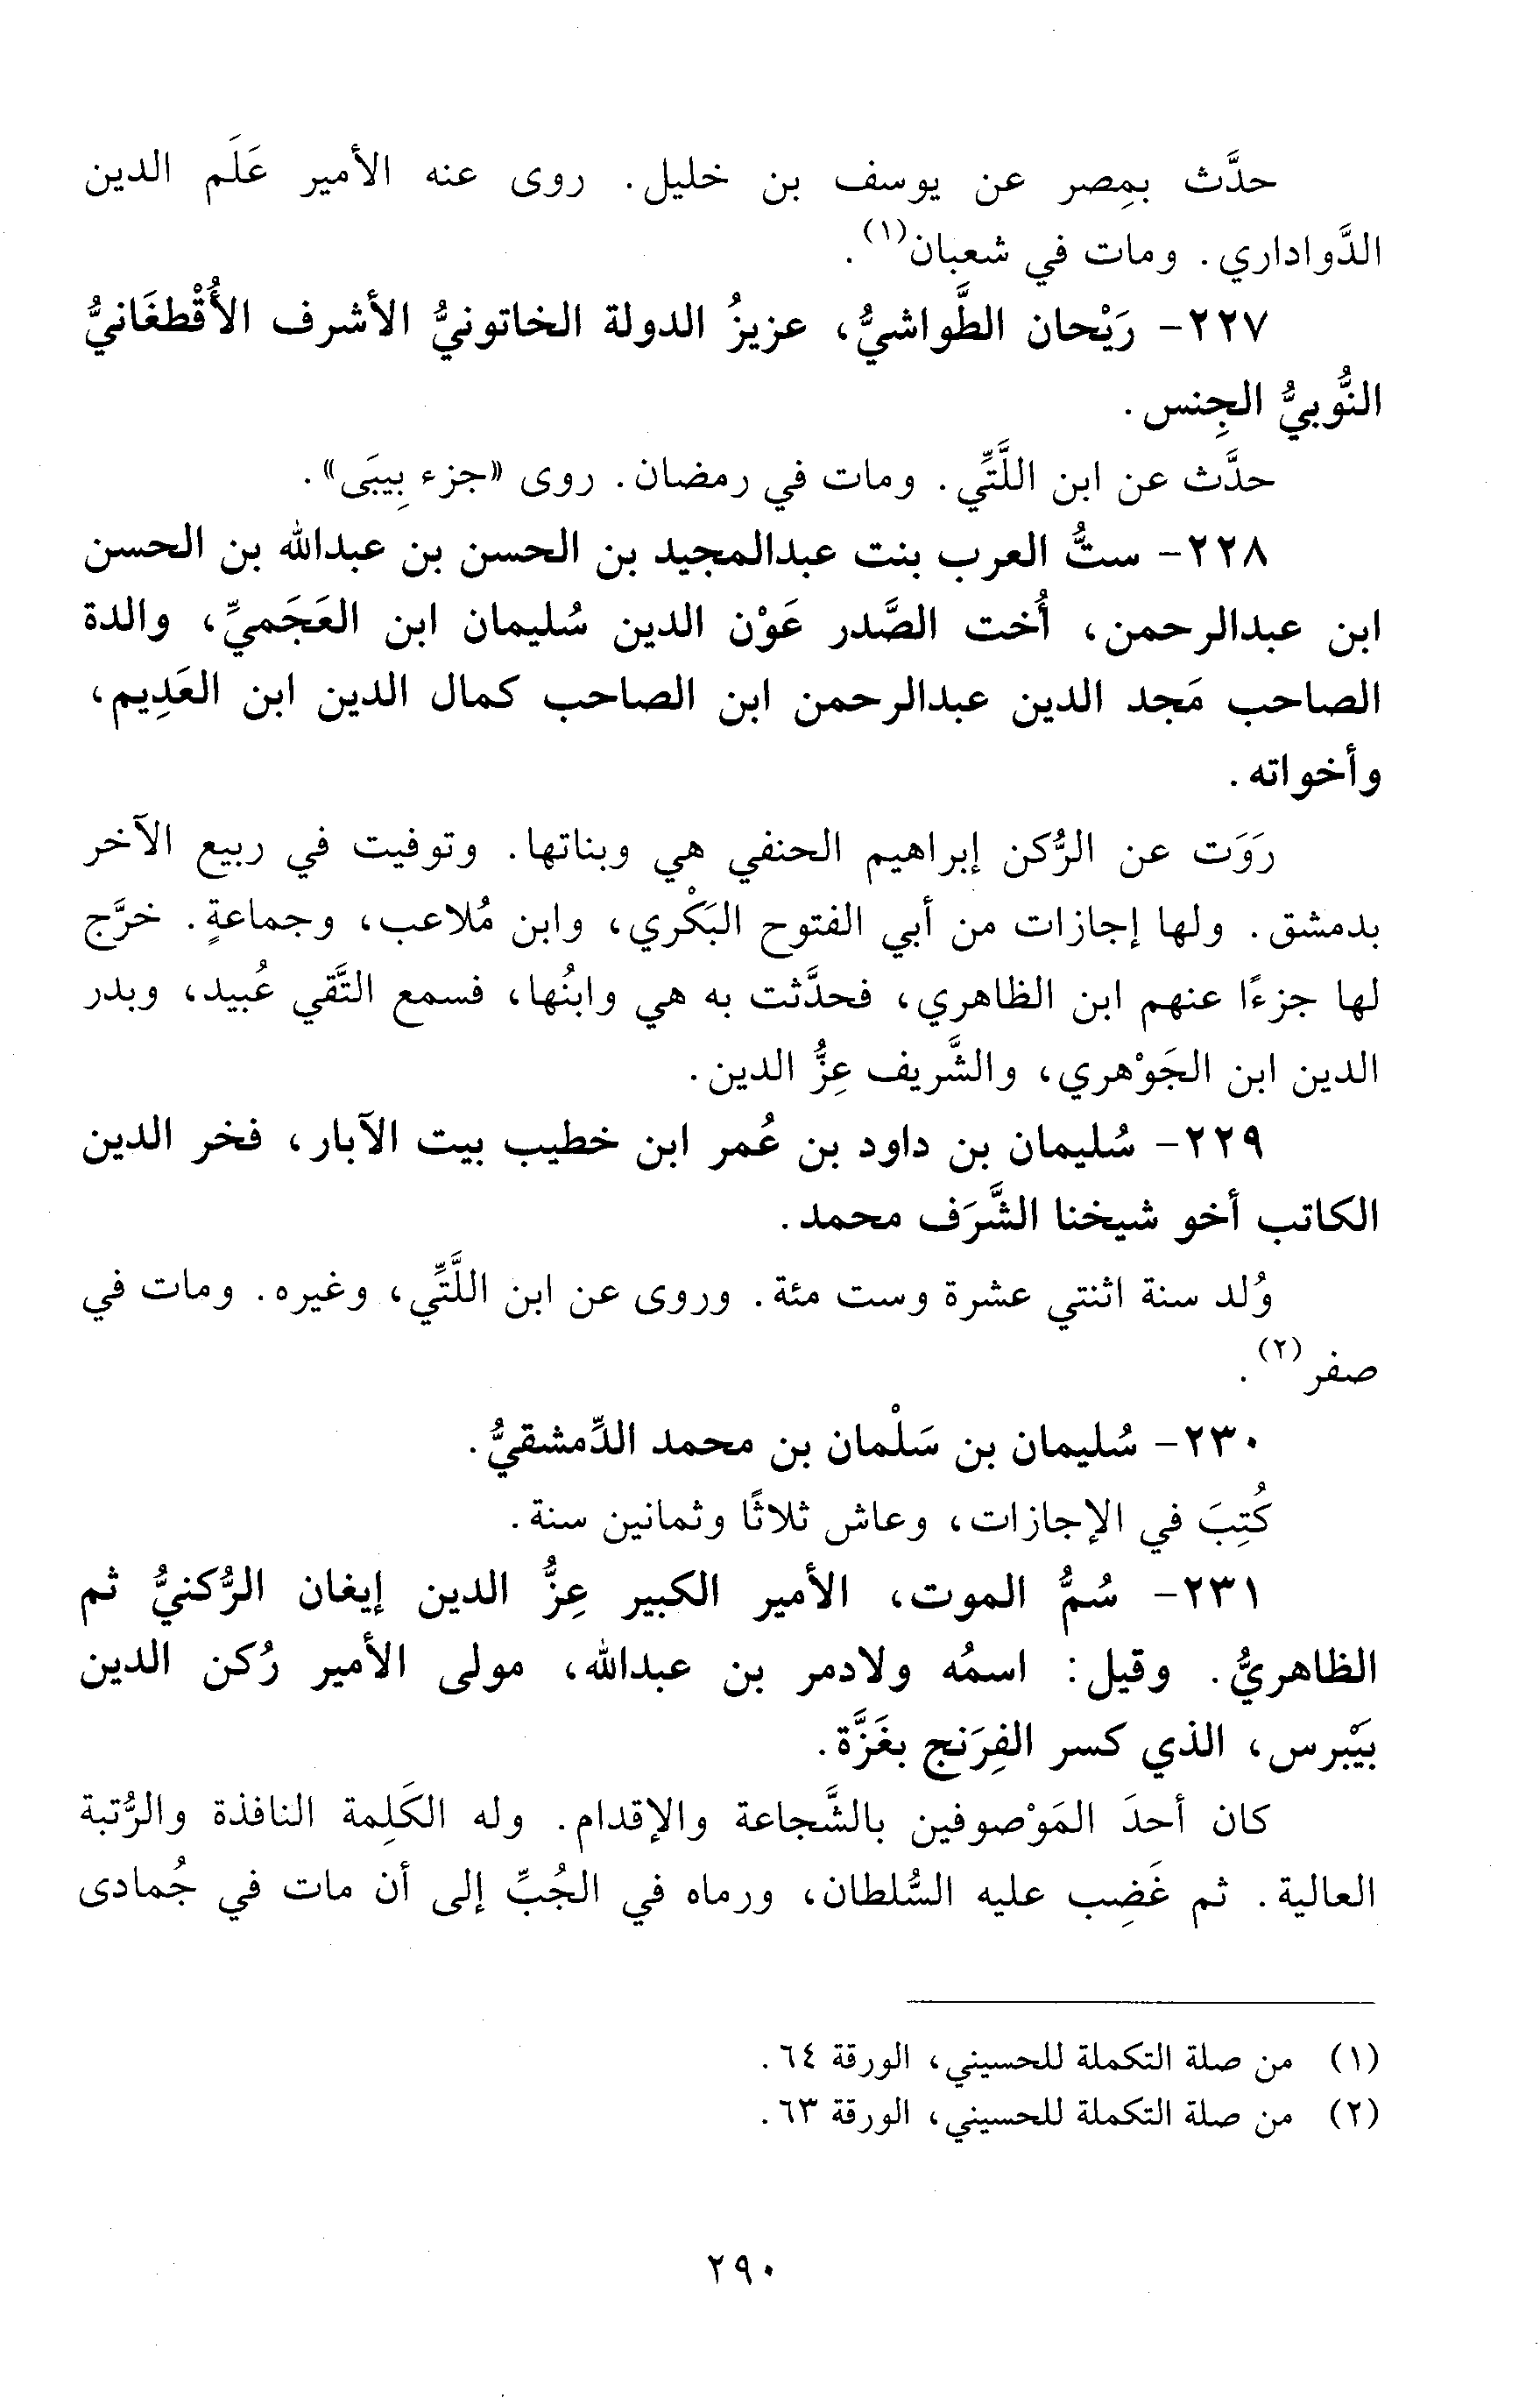 حدَّث بمِصر عن يوسف بن خليل. روى عنه الأمير عَلَم الدين
الدَّواداري. ومات في شعبان(١).
٢٢٧- رَيْحان الطَّواشيُّ، عزيزُ الدولة الخاتونيُّ الأشرف الأُقْطغَانيُّ
النُّوبيُّ الجِنس.
حدَّث عن ابن اللَّتِّي. ومات في رمضان. روى «جزء بِيبَى».
٢٢٨- ستُّ العرب بنت عبدالمجيد بن الحسن بن عبدالله بن الحسن
ابن عبدالرحمن، أُخت الصَّدر عَوْن الدين سُليمان ابن العَجَميِّ، والدة
الصاحب مَجد الدين عبدالرحمن ابن الصاحب كمال الدين ابن العَدِيم،
وأخواته.
رَوَت عن الرُّكن إبراهيم الحنفي هي وبناتها. وتوفيت في ربيع الآخر
بدمشق. ولها إجازات من أبي الفتوح البَكْري، وابن مُلاعب، وجماعةٍ. خرَّج
لها جزءًا عنهم ابن الظاهري، فحدَّثت به هي وابنُها، فسمع التَّقي عُبيد، وبدر
الدين ابن الجَوْهري، والشَّريف عِزُّ الدين.
٢٢٩- سُليمان بن داود بن عُمر ابن خطيب بيت الآبار، فخر الدين
الكاتب أخو شيخنا الشَّرَف محمد.
وُلد سنة اثنتي عشرة وست مئة. وروى عن ابن اللَّتِّي، وغيره. ومات في
صفر(٢).
٢٣٠- سُليمان بن سَلْمان بن محمد الدِّمشقيُّ.
كُتِبَ في الإجازات، وعاش ثلاثًا وثمانين سنة.
٢٣١- سُمُّ الموت، الأمير الكبير عِزُّ الدين إيغان الرُّكنيُّ ثم
الظاهريُّ. وقيل: اسمُه ولادمر بن عبدالله، مولى الأمير رُكن الدين
بيَبْرس، الذي كسر الفِرَنج بغَزَّة.
كان أحدَ المَوْصوفين بالشَّجاعة والإقدام. وله الكَلِمة النافذة والرُّتبة
العالية. ثم غَضِب عليه السُّلطان، ورماه في الجُبِّ إلى أن مات في جُمادى
(١) من صلة التكملة للحسيني، الورقة ٦٤.
(٢) من صلة التكملة للحسيني، الورقة ٦٣.
٢٩٠